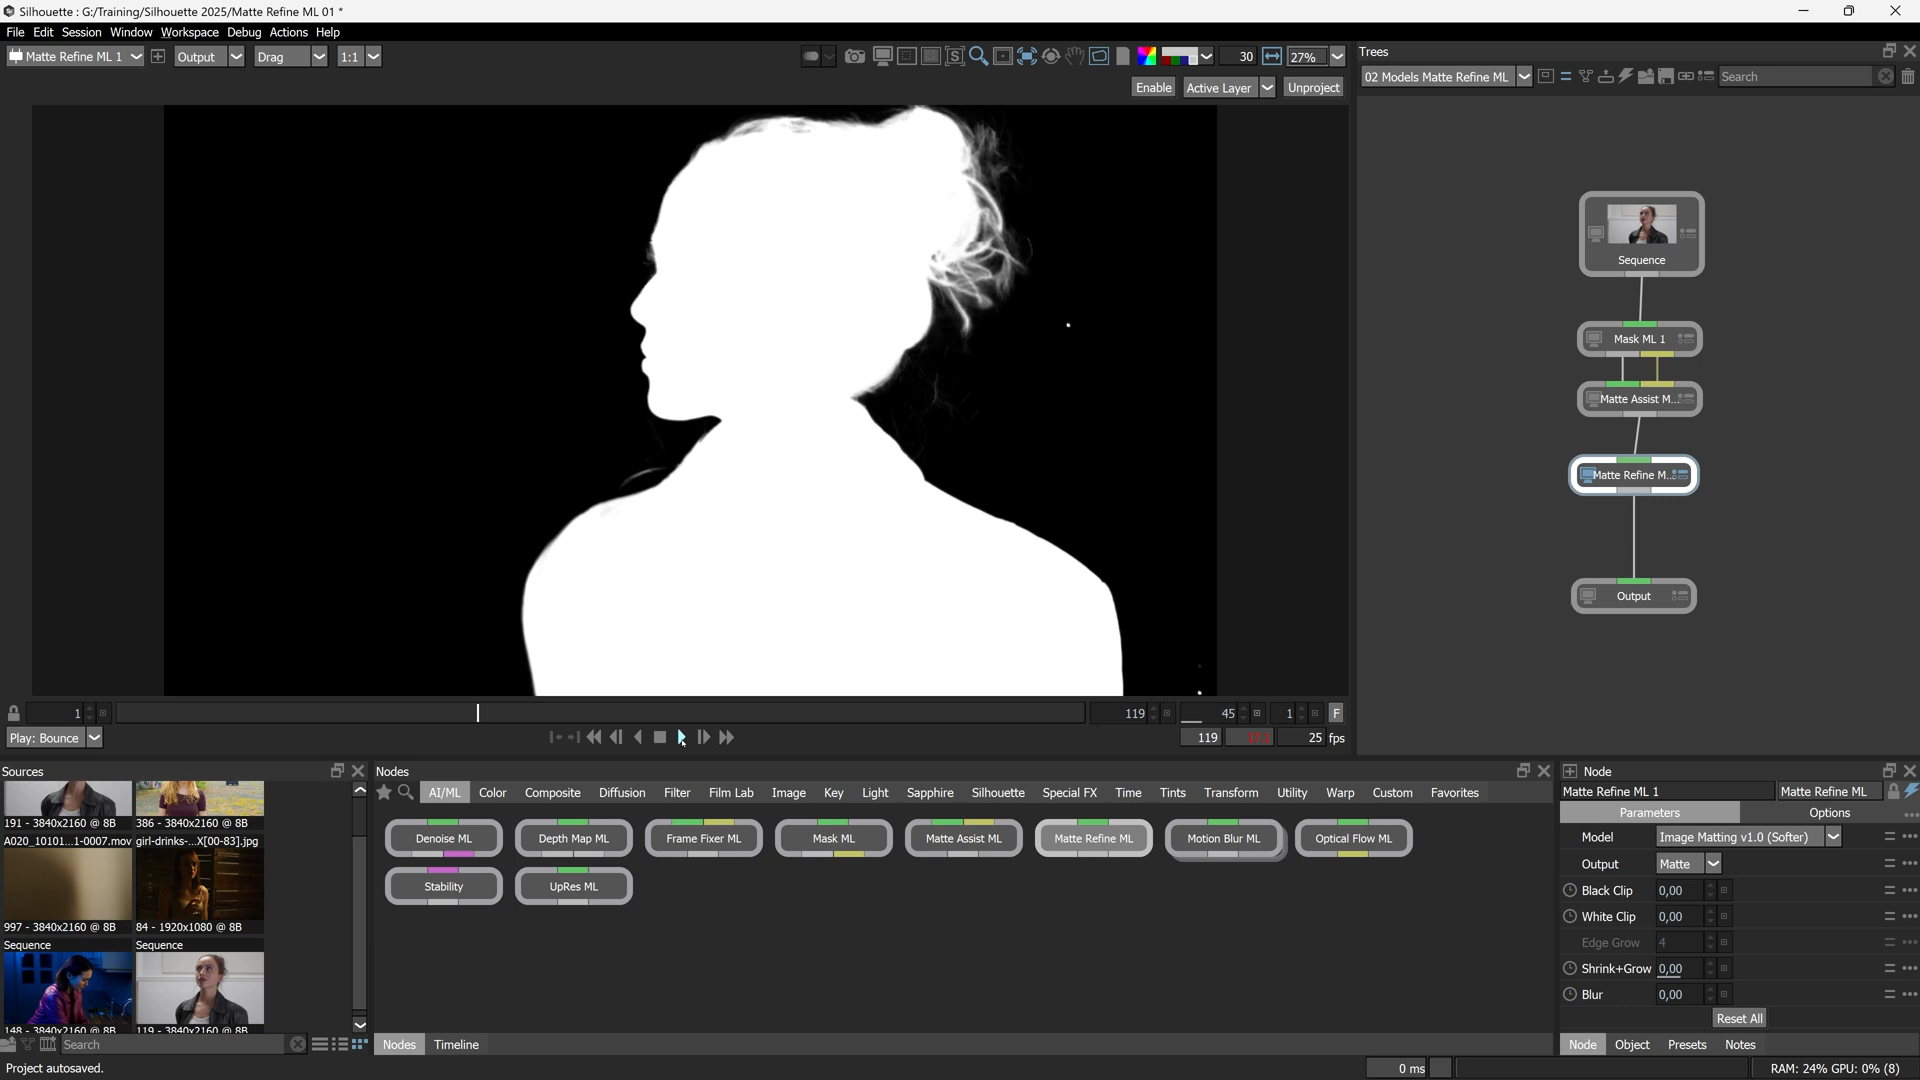 Silhouette : G:/Training/Silhouette 2025/Matte Refine ML 01 *
File Edit Session Window Workspace Debug Actions Help
Matte Refine ML 1 Output Drag 1:1 30 27%
Enable Active Layer Unproject
Trees
02 Models Matte Refine ML Search
Sequence
Mask ML 1
Matte Assist M...
Matte Refine M...
Output
1 119 45 1 F
Play: Bounce 119 17.1 25 fps
Sources
191 - 3840x2160 @ 8B 386 - 3840x2160 @ 8B
A020_10101...1-0007.mov girl-drinks-...X[00-83].jpg
997 - 3840x2160 @ 8B 84 - 1920x1080 @ 8B
Sequence Sequence
148 - 3840x2160 @ 8B 119 - 3840x2160 @ 8B
Search
Nodes
AI/ML Color Composite Diffusion Filter Film Lab Image Key Light Sapphire Silhouette Special FX Time Tints Transform Utility Warp Custom Favorites
Denoise ML Depth Map ML Frame Fixer ML Mask ML Matte Assist ML Matte Refine ML Motion Blur ML Optical Flow ML
Stability UpRes ML
Nodes Timeline
Node
Matte Refine ML 1 Matte Refine ML
Parameters Options
Model Image Matting v1.0 (Softer)
Output Matte
Black Clip 0,00
White Clip 0,00
Edge Grow 4
Shrink+Grow 0,00
Blur 0,00
Reset All
Node Object Presets Notes
Project autosaved. 0 ms RAM: 24% GPU: 0% (8)